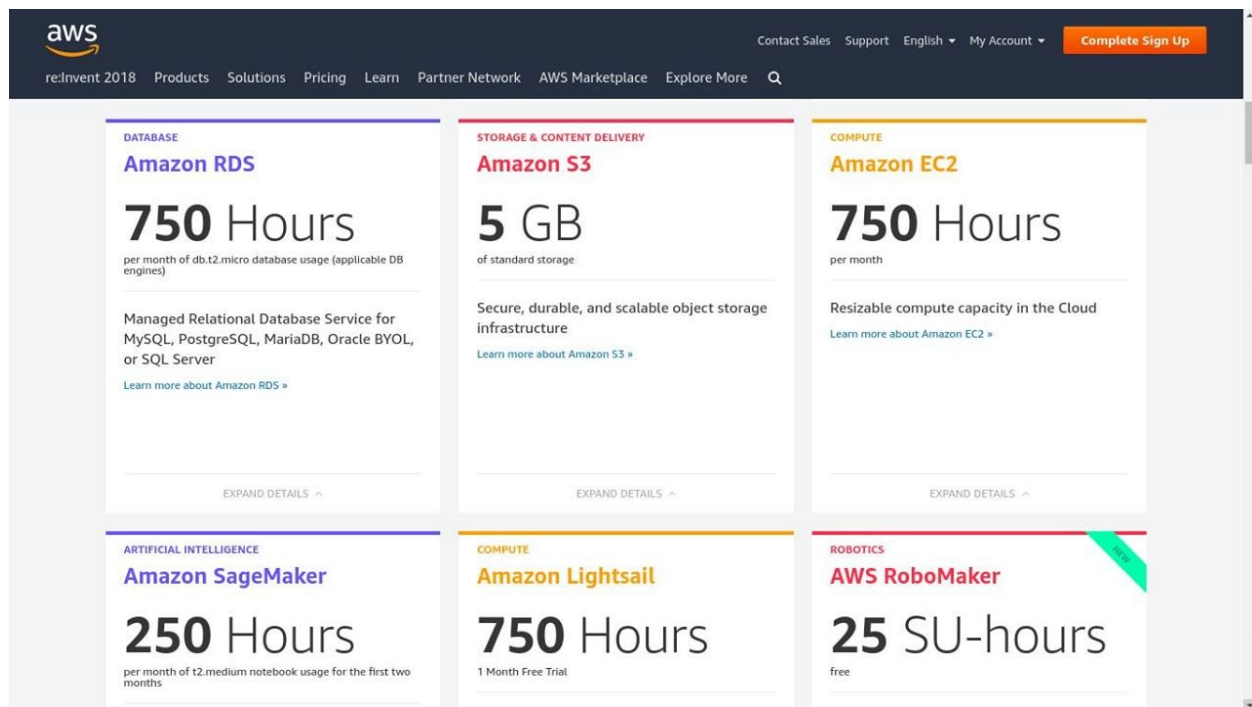 aws
Contact Sales Support English My Account Complete Sign Up
re:Invent 2018 Products Solutions Pricing Learn Partner Network AWS Marketplace Explore More
DATABASE
Amazon RDS
750 Hours
per month of db.t2.micro database usage (applicable DB
engines)
Managed Relational Database Service for
MySQL, PostgreSQL, MariaDB, Oracle BYOL,
or SQL Server
Learn more about Amazon RDS »
EXPAND DETAILS
STORAGE & CONTENT DELIVERY
Amazon S3
5 GB
of standard storage
Secure, durable, and scalable object storage
infrastructure
Learn more about Amazon S3 »
EXPAND DETAILS
COMPUTE
Amazon EC2
750 Hours
per month
Resizable compute capacity in the Cloud
Learn more about Amazon EC2 »
EXPAND DETAILS
ARTIFICIAL INTELLIGENCE
Amazon SageMaker
250 Hours
per month of t2.medium notebook usage for the first two
months
COMPUTE
Amazon Lightsail
750 Hours
1 Month Free Trial
ROBOTICS
AWS RoboMaker
NEW
25 SU-hours
free